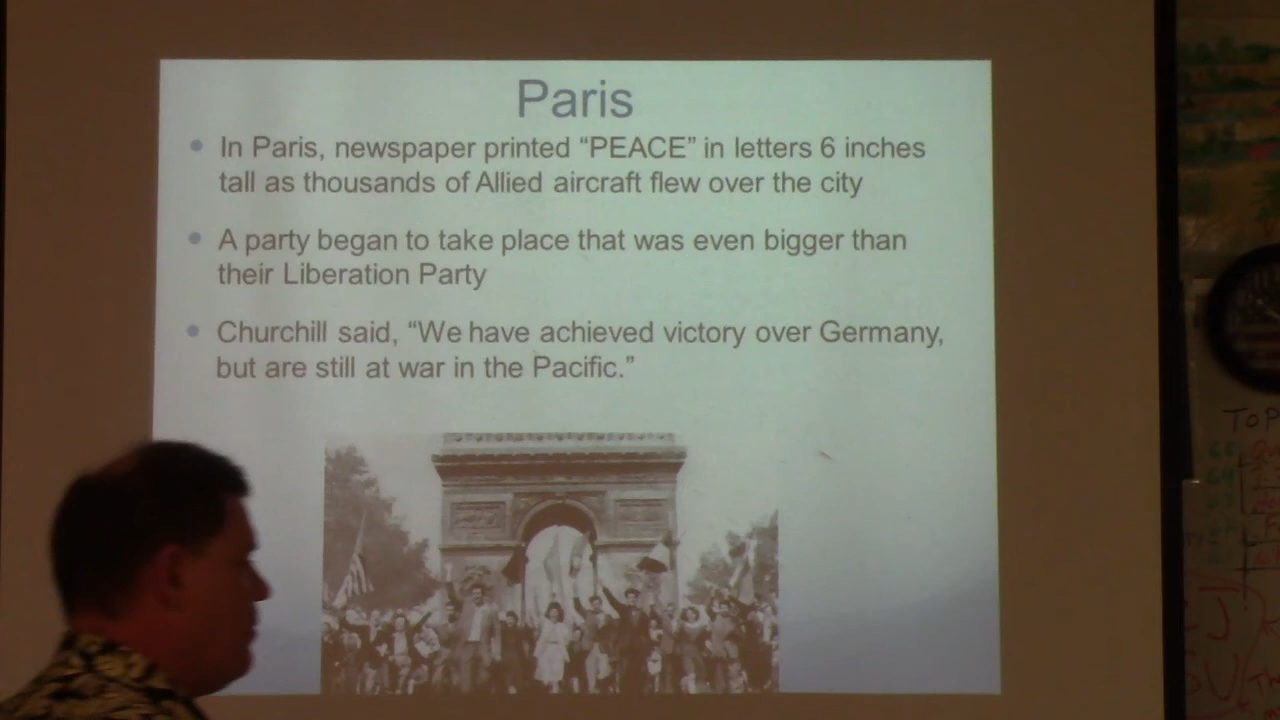 Paris
In Paris, newspaper printed “PEACE” in letters 6 inches
tall as thousands of Allied aircraft flew over the city
A party began to take place that was even bigger than
their Liberation Party
Churchill said, “We have achieved victory over Germany,
but are still at war in the Pacific.”